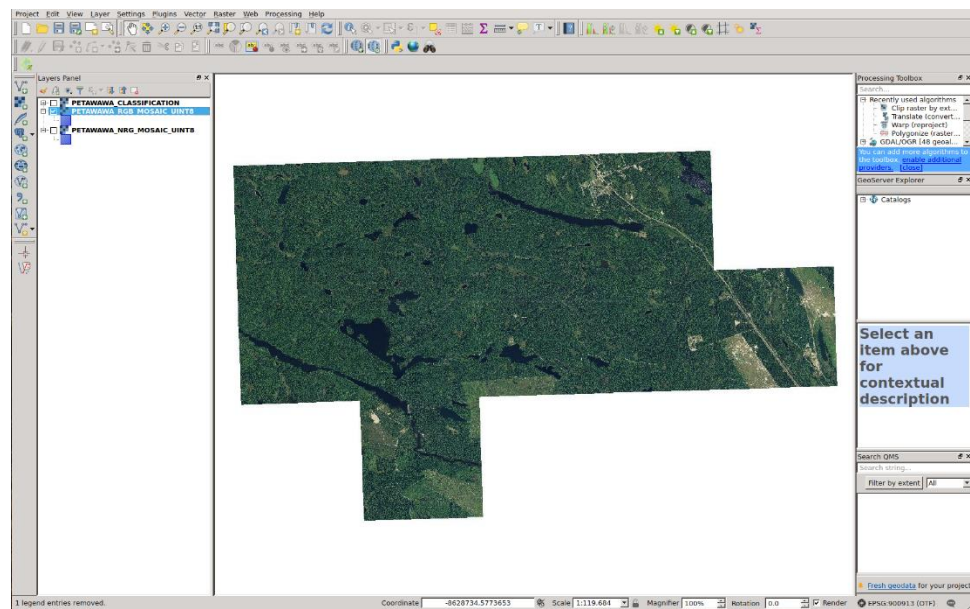 Project Edit View Layer Settings Plugins Vector Raster Web Processing Help
Layers Panel
PETAWAWA_CLASSIFICATION
PETAWAWA_RGB_MOSAIC_UINT8
PETAWAWA_NRG_MOSAIC_UINT8
Processing Toolbox
Search...
Recently used algorithms
Clip raster by ext...
Translate (convert...
Warp (reproject)
Polygonize (raster...
GDAL/OGR [48 geoal...
You can add more algorithms to
the toolbox, enable additional
providers. [close]
GeoServer Explorer
Catalogs
Select an
item above
for
contextual
description
Search QMS
Search string...
Filter by extent All
Fresh geodata for your project
1 legend entries removed.
Coordinate -8628734.5773653 Scale 1:119.684 Magnifier 100% Rotation 0.0 Render EPSG:900913 (OTF)